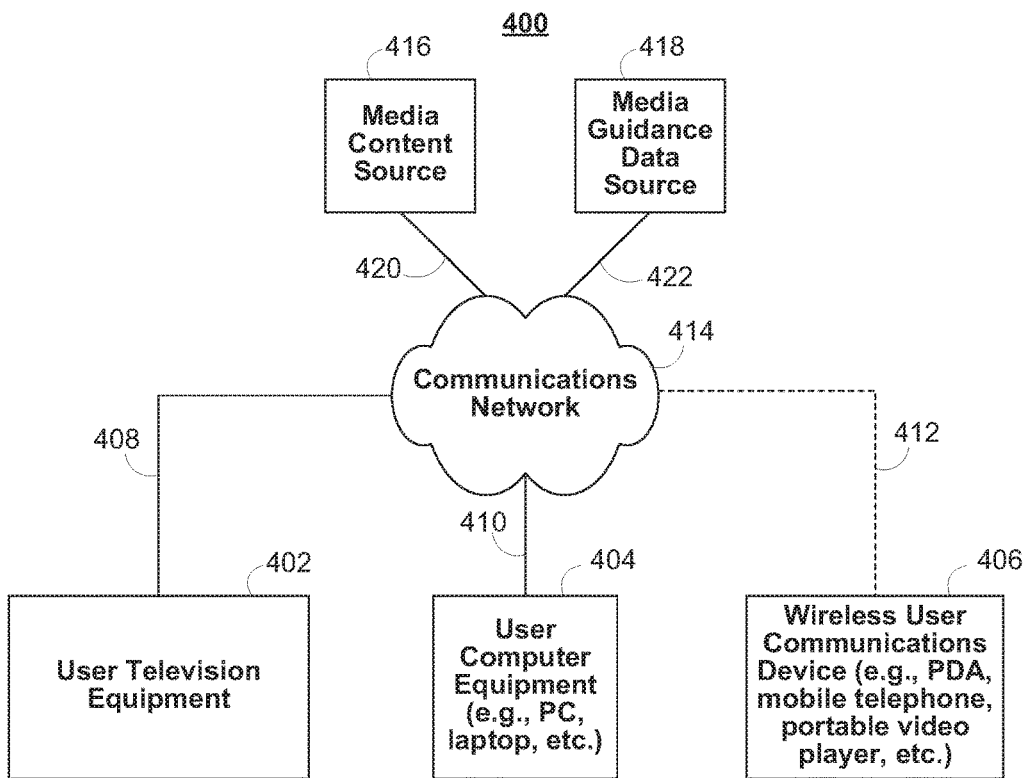 400
416
418
Media
Content
Source
Media
Guidance
Data
Source
420
422
414
Communications
Network
408
412
410
402
404
406
User Television
Equipment
User
Computer
Equipment
(e.g., PC,
laptop, etc.)
Wireless User
Communications
Device (e.g., PDA,
mobile telephone,
portable video
player, etc.)